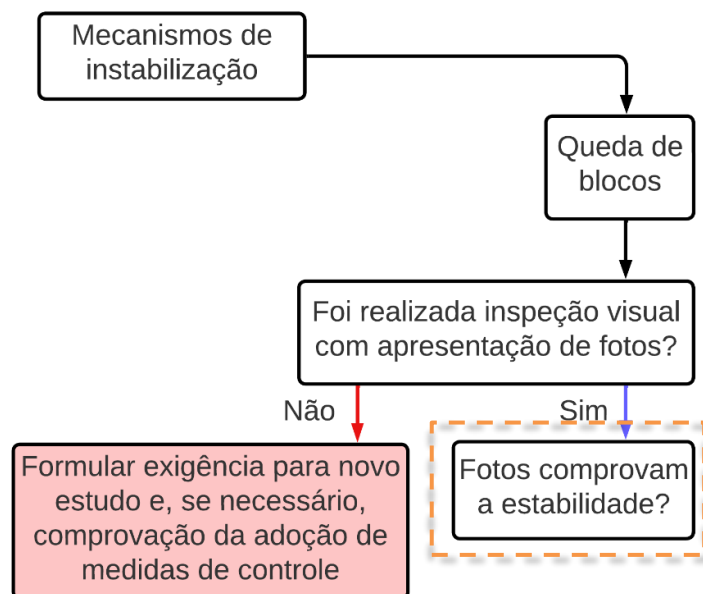 Mecanismos de
instabilização
Queda de
blocos
Foi realizada inspeção visual
com apresentação de fotos?
Não
Sim
Formular exigência para novo
estudo e, se necessário,
comprovação da adoção de
medidas de controle
Fotos comprovam
a estabilidade?